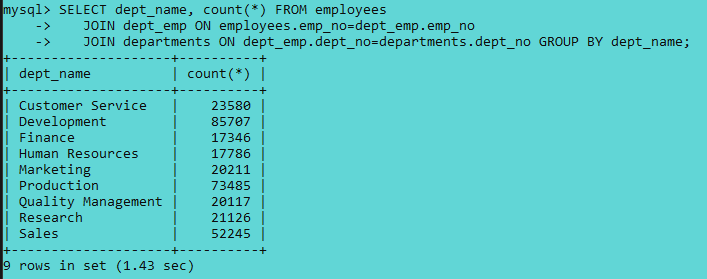 mysql> SELECT dept_name, count(*) FROM employees
    ->     JOIN dept_emp ON employees.emp_no=dept_emp.emp_no
    ->     JOIN departments ON dept_emp.dept_no=departments.dept_no GROUP BY dept_name;
+--------------------+----------+
| dept_name          | count(*) |
+--------------------+----------+
| Customer Service   |    23580 |
| Development        |    85707 |
| Finance            |    17346 |
| Human Resources    |    17786 |
| Marketing          |    20211 |
| Production         |    73485 |
| Quality Management |    20117 |
| Research           |    21126 |
| Sales              |    52245 |
+--------------------+----------+
9 rows in set (1.43 sec)